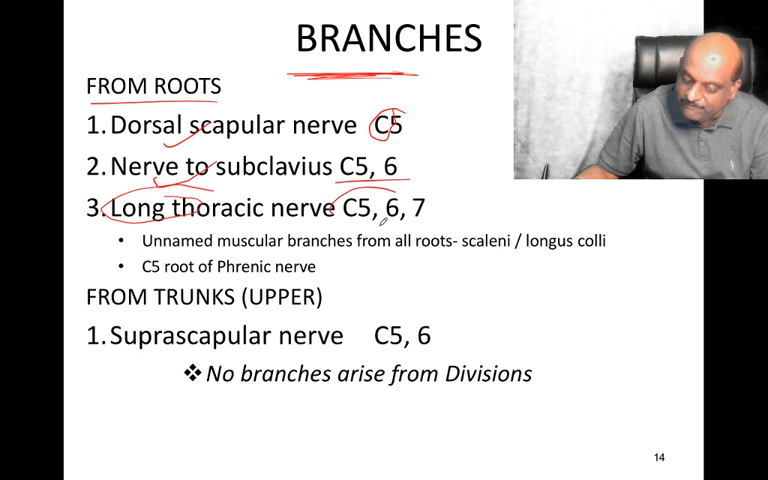 BRANCHES
FROM ROOTS
1. Dorsal scapular nerve C5
2. Nerve to subclavius C5, 6
3. Long thoracic nerve C5, 6, 7
• Unnamed muscular branches from all roots- scaleni / longus colli
• C5 root of Phrenic nerve
FROM TRUNKS (UPPER)
1. Suprascapular nerve C5, 6
❖ No branches arise from Divisions
14